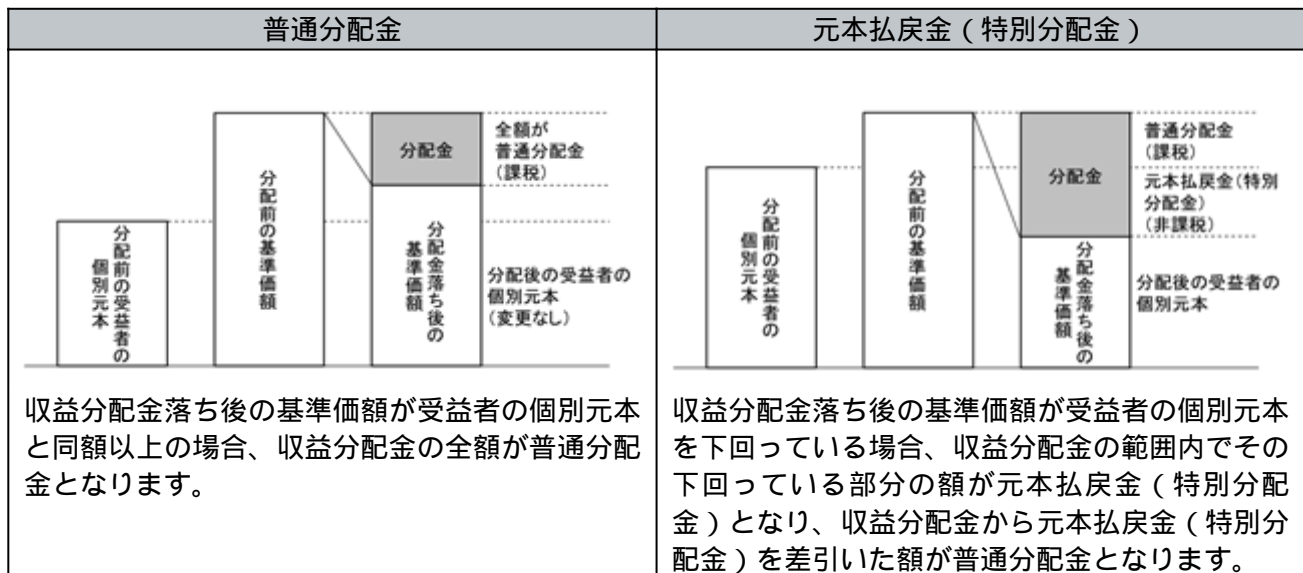 普通分配金
分配前の受益者の
個別元本
分配前の基準価額
分配金
分配金落ち後の
基準価額
全額が
普通分配金
(課税)
分配後の受益者の
個別元本
(変更なし)
収益分配金落ち後の基準価額が受益者の個別元本
と同額以上の場合、収益分配金の全額が普通分配
金となります。
元本払戻金(特別分配金)
分配前の受益者の
個別元本
分配前の基準価額
分配金
分配金落ち後の
基準価額
普通分配金
(課税)
元本払戻金(特別
分配金)
(非課税)
分配後の受益者の
個別元本
収益分配金落ち後の基準価額が受益者の個別元本
を下回っている場合、収益分配金の範囲内でその
下回っている部分の額が元本払戻金(特別分配
金)となり、収益分配金から元本払戻金(特別分
配金)を差引いた額が普通分配金となります。